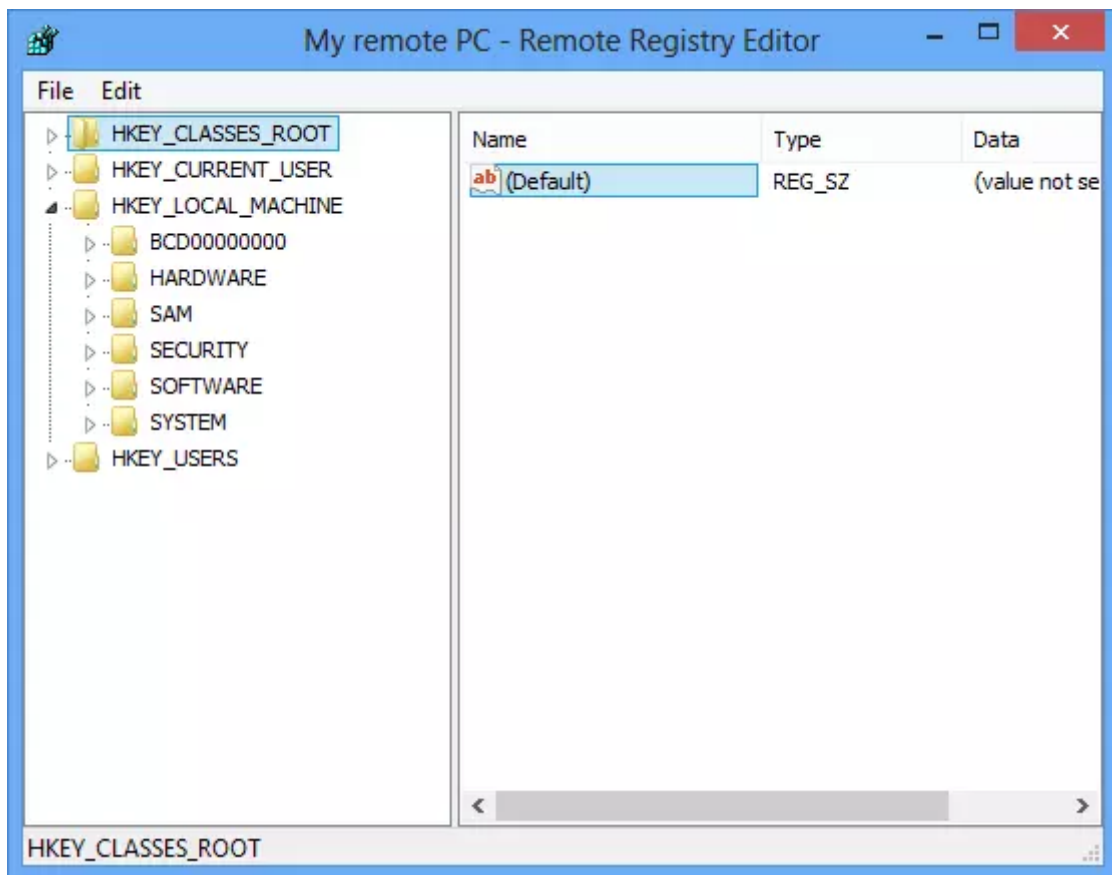 My remote PC - Remote Registry Editor
File Edit
HKEY_CLASSES_ROOT
HKEY_CURRENT_USER
HKEY_LOCAL_MACHINE
BCD00000000
HARDWARE
SAM
SECURITY
SOFTWARE
SYSTEM
HKEY_USERS
Name Type Data
ab (Default) REG_SZ (value not se
HKEY_CLASSES_ROOT